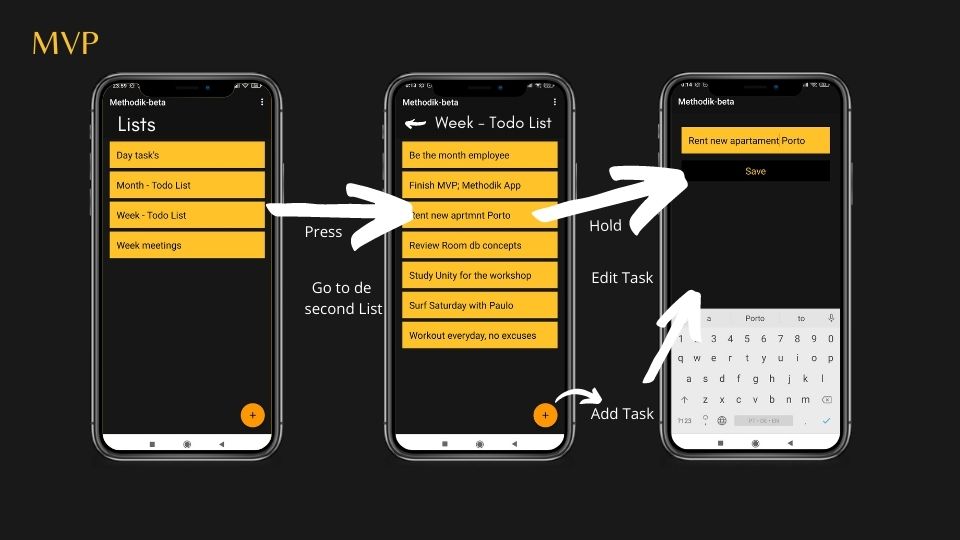 MVP
23:59
Methodik-beta
Lists
Day task's
Month - Todo List
Week - Todo List
Week meetings
+
Press
Go to de
second List
Methodik-beta
Week - Todo List
Be the month employee
Finish MVP; Methodik App
Rent new aprtmnt Porto
Review Room db concepts
Study Unity for the workshop
Surf Saturday with Paulo
Workout everyday, no excuses
+
Hold
Edit Task
Add Task
Methodik-beta
Rent new apartament Porto
Save
a Porto to
1 2 3 4 5 6 7 8 9 0
q w e r t y u i o p
a s d f g h j k l
z x c v b n m
?123 , PT • DE • EN .